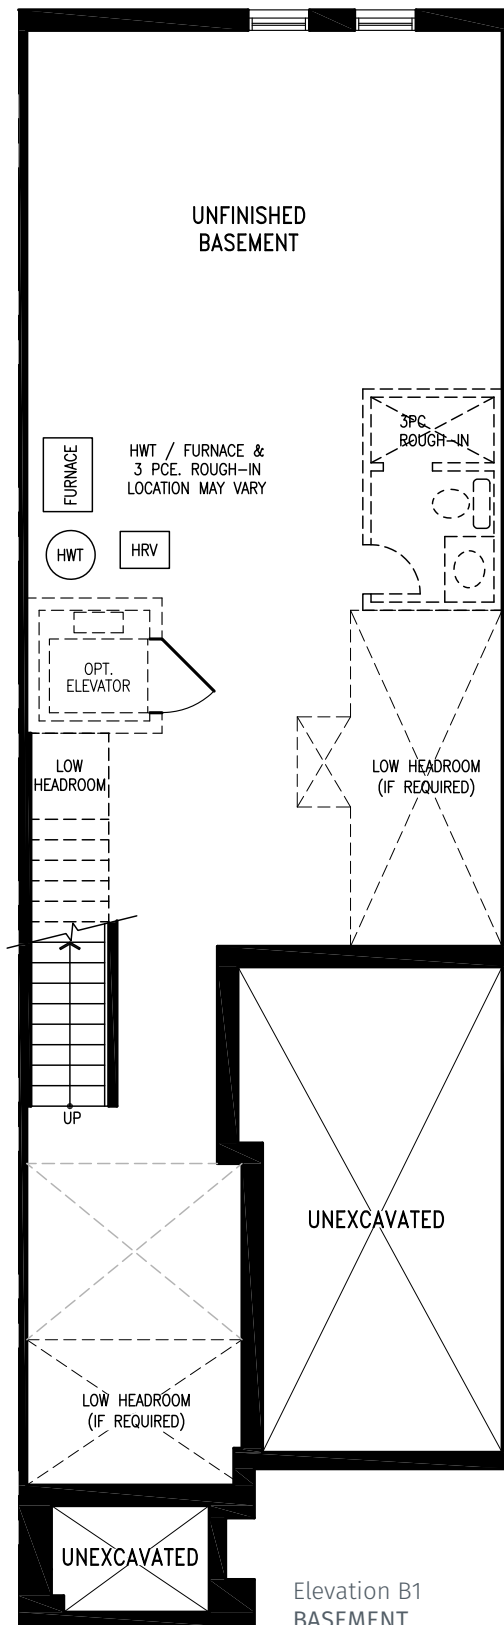 UNFINISHED
BASEMENT
3PC
ROUGH-IN
FURNACE
HWT / FURNACE &
3 PCE. ROUGH-IN
LOCATION MAY VARY
HWT
HRV
OPT.
ELEVATOR
LOW
HEADROOM
LOW HEADROOM
(IF REQUIRED)
UP
UNEXCAVATED
LOW HEADROOM
(IF REQUIRED)
UNEXCAVATED
Elevation B1
BASEMENT